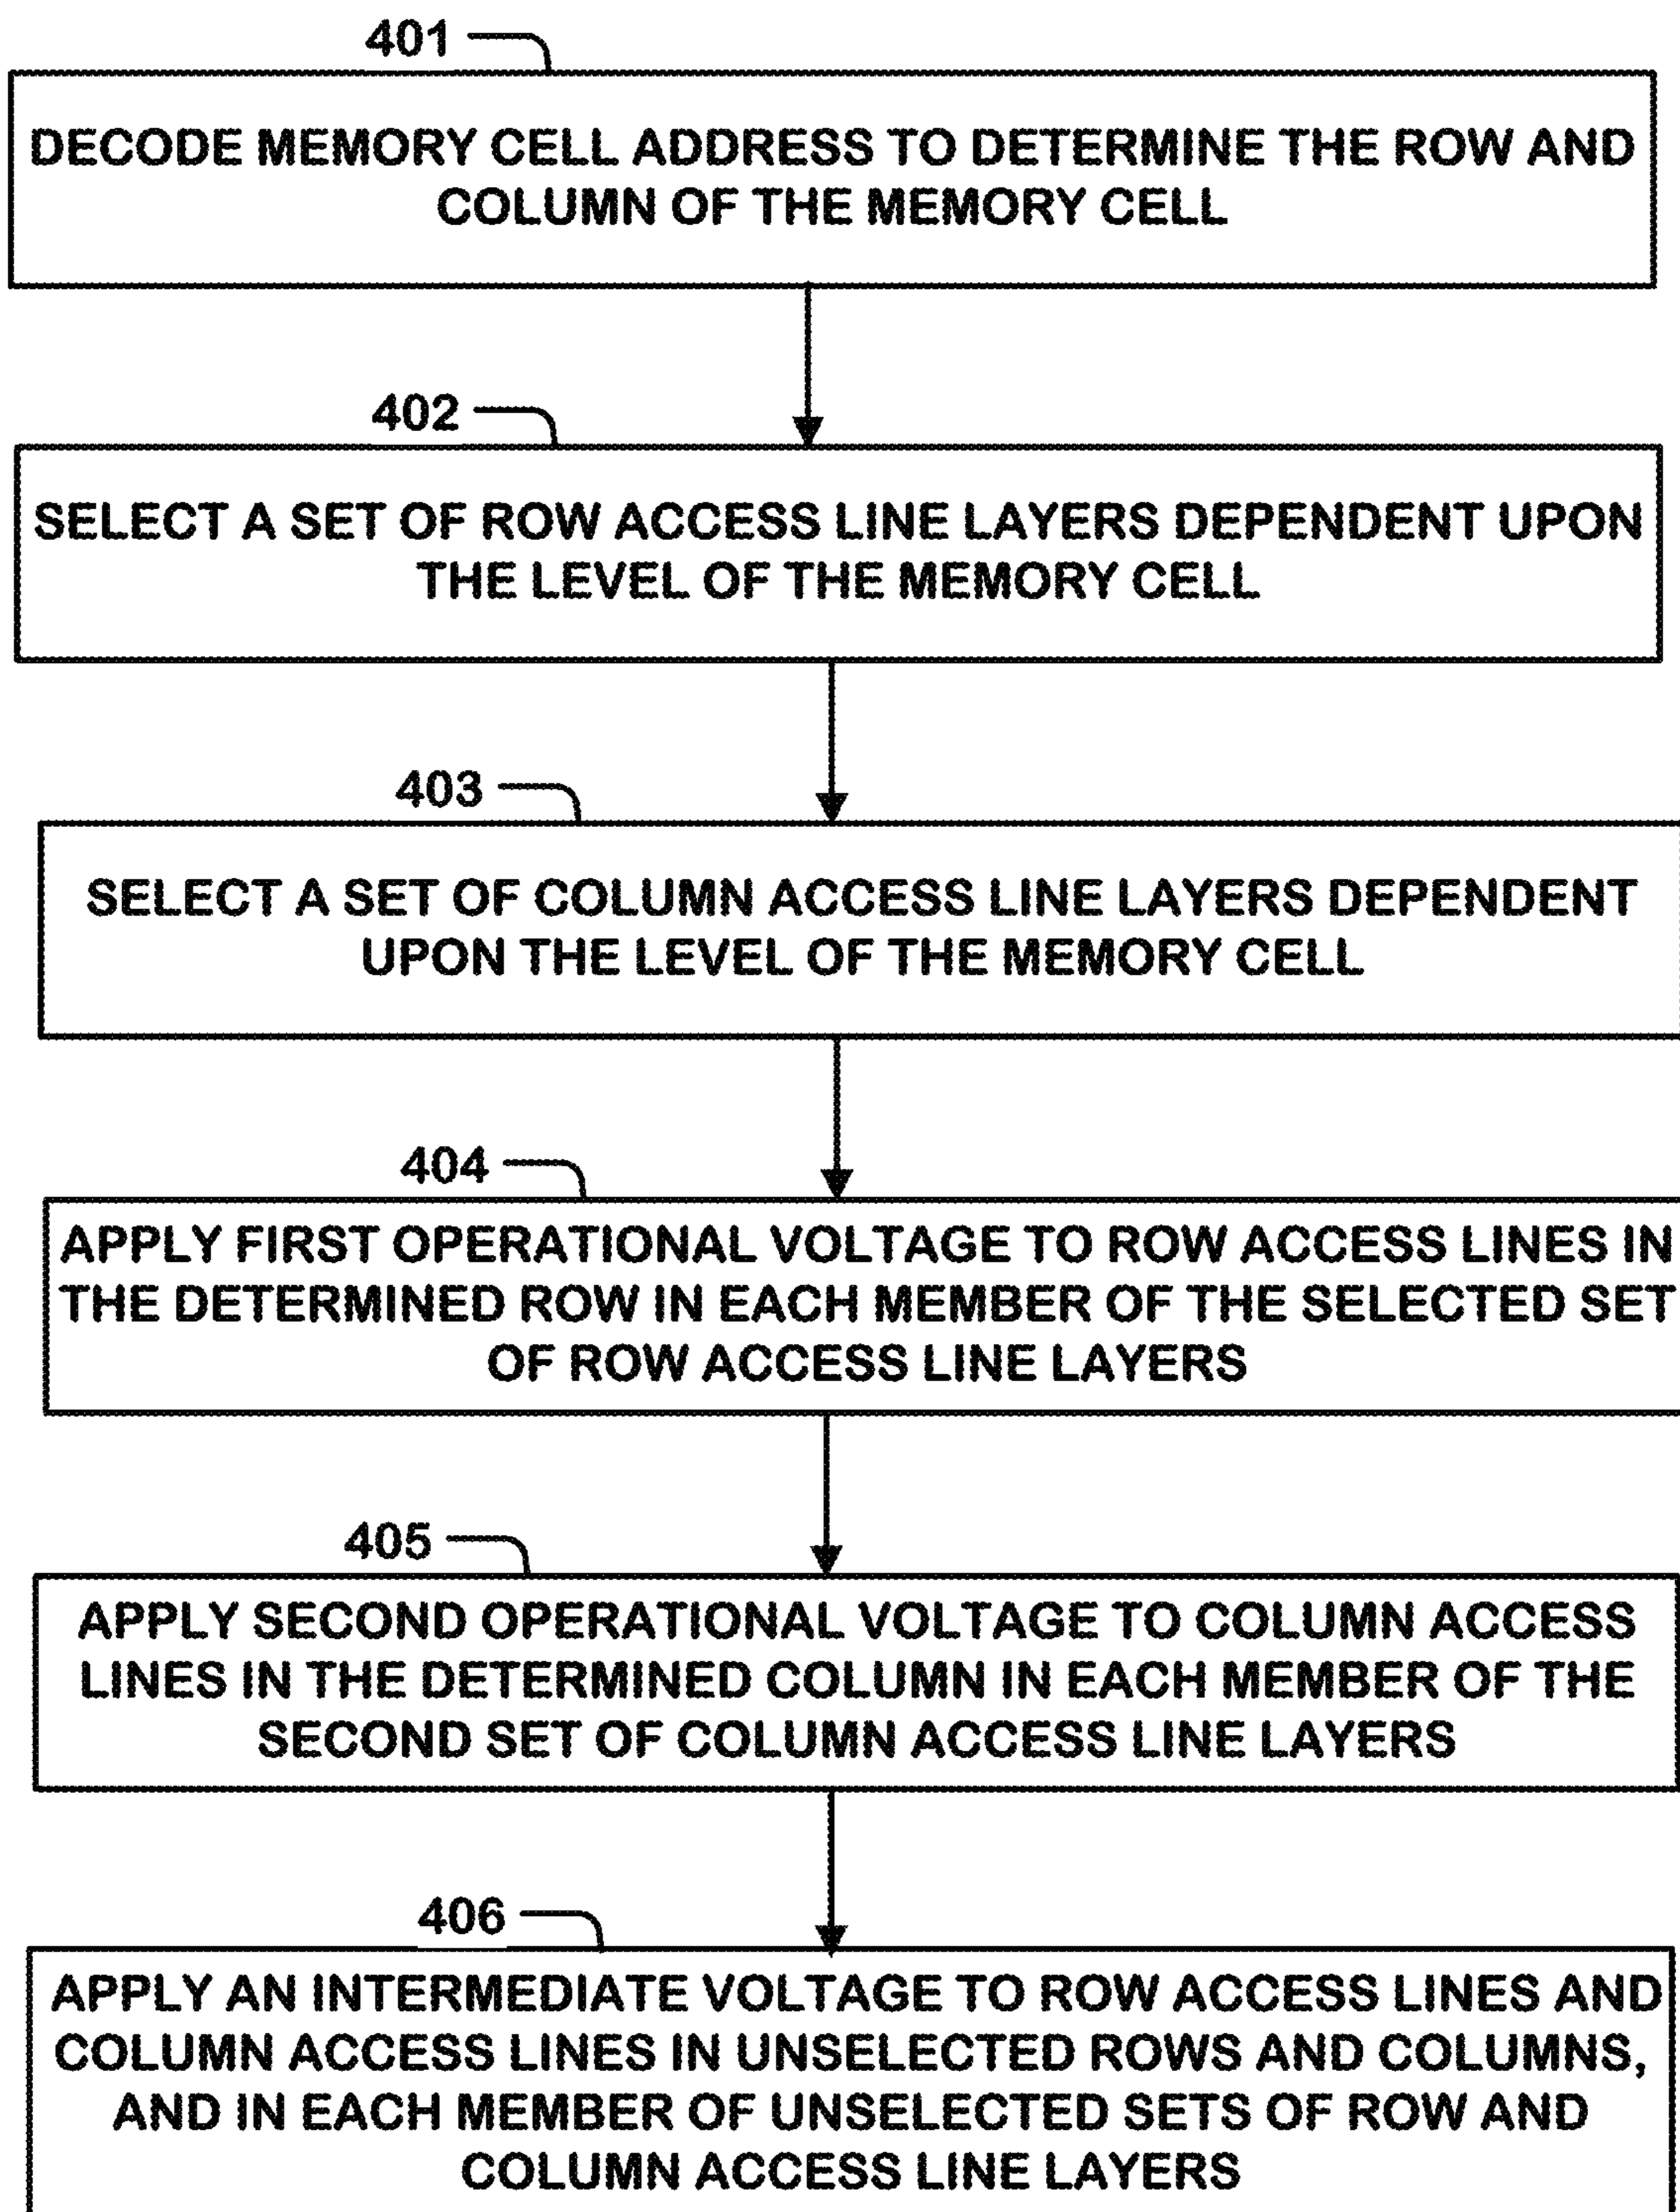 401
DECODE MEMORY CELL ADDRESS TO DETERMINE THE ROW AND
COLUMN OF THE MEMORY CELL
402
SELECT A SET OF ROW ACCESS LINE LAYERS DEPENDENT UPON
THE LEVEL OF THE MEMORY CELL
403
SELECT A SET OF COLUMN ACCESS LINE LAYERS DEPENDENT
UPON THE LEVEL OF THE MEMORY CELL
404
APPLY FIRST OPERATIONAL VOLTAGE TO ROW ACCESS LINES IN
THE DETERMINED ROW IN EACH MEMBER OF THE SELECTED SET
OF ROW ACCESS LINE LAYERS
405
APPLY SECOND OPERATIONAL VOLTAGE TO COLUMN ACCESS
LINES IN THE DETERMINED COLUMN IN EACH MEMBER OF THE
SECOND SET OF COLUMN ACCESS LINE LAYERS
406
APPLY AN INTERMEDIATE VOLTAGE TO ROW ACCESS LINES AND
COLUMN ACCESS LINES IN UNSELECTED ROWS AND COLUMNS,
AND IN EACH MEMBER OF UNSELECTED SETS OF ROW AND
COLUMN ACCESS LINE LAYERS